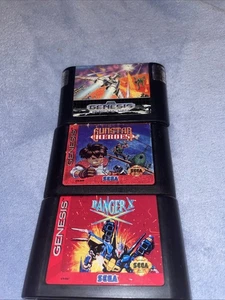 GENESIS
GENESIS
GUNSTAR
HEROES
SEGA
GENESIS
RANGER X
SEGA